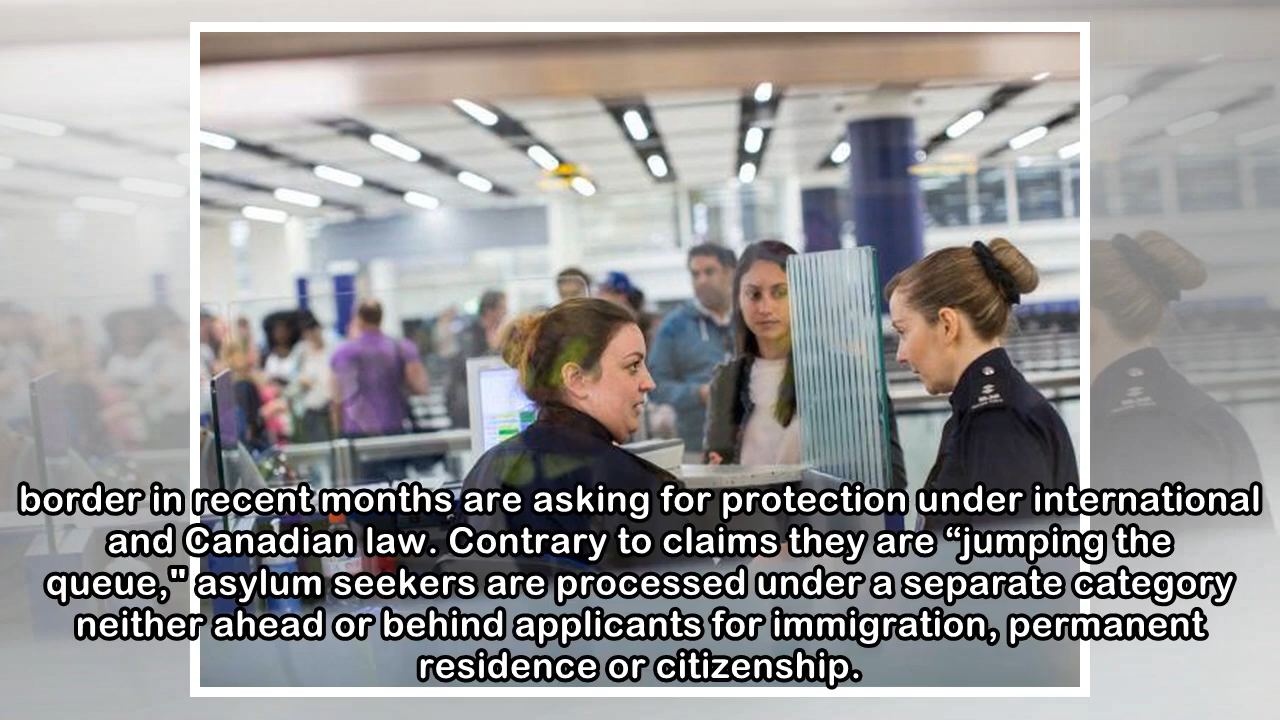 border in recent months are asking for protection under international
and Canadian law. Contrary to claims they are “jumping the
queue," asylum seekers are processed under a separate category
neither ahead or behind applicants for immigration, permanent
residence or citizenship.